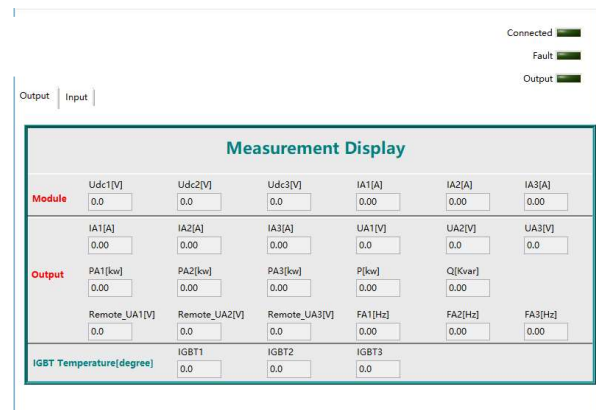 Connected
Fault
Output
Output Input
Measurement Display
Udc1[V] Udc2[V] Udc3[V] IA1[A] IA2[A] IA3[A]
Module 0.0 0.0 0.0 0.00 0.00 0.00
IA1[A] IA2[A] IA3[A] UA1[V] UA2[V] UA3[V]
0.00 0.00 0.00 0.00 0.0 0.0
PA1[kw] PA2[kw] PA3[kw] P[kw] Q[Kvar]
Output 0.00 0.00 0.00 0.00 0.00
Remote_UA1[V] Remote_UA2[V] Remote_UA3[V] FA1[Hz] FA2[Hz] FA3[Hz]
0.0 0.0 0.0 0.00 0.00 0.00
IGBT1 IGBT2 IGBT3
IGBT Temperature[degree] 0.0 0.0 0.0